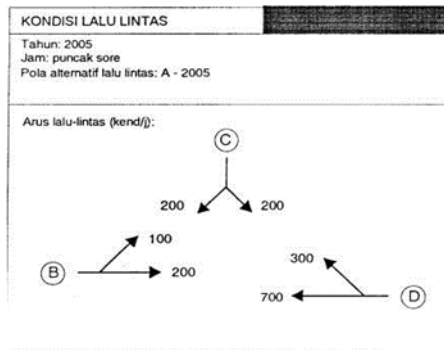 KONDISI LALU LINTAS
Tahun: 2005
Jam: puncak sore
Pola alternatif lalu lintas: A - 2005
Arus lalu-lintas (kend/j):
C
200 200
100
B 200
300
700 D